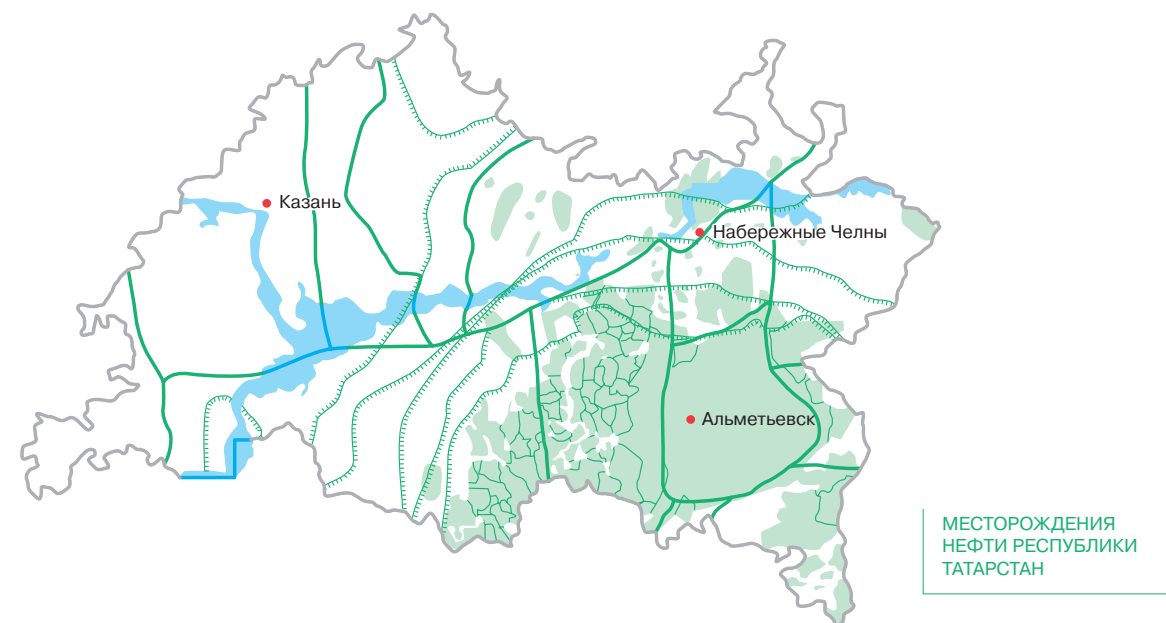 Казань
Набережные Челны
Альметьевск
МЕСТОРОЖДЕНИЯ
НЕФТИ РЕСПУБЛИКИ
ТАТАРСТАН